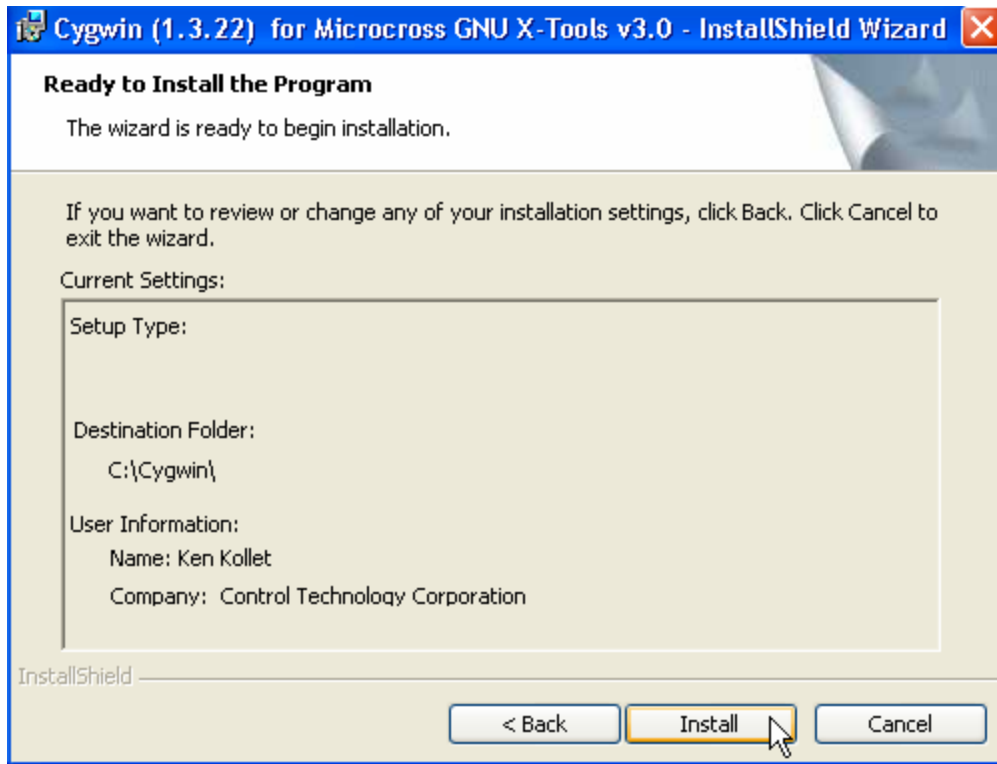 Cygwin (1.3.22) for Microcross GNU X-Tools v3.0 - InstallShield Wizard
Ready to Install the Program
The wizard is ready to begin installation.
If you want to review or change any of your installation settings, click Back. Click Cancel to
exit the wizard.
Current Settings:
Setup Type:
Destination Folder:
C:\Cygwin\
User Information:
Name: Ken Kollet
Company: Control Technology Corporation
InstallShield
< Back
Install
Cancel